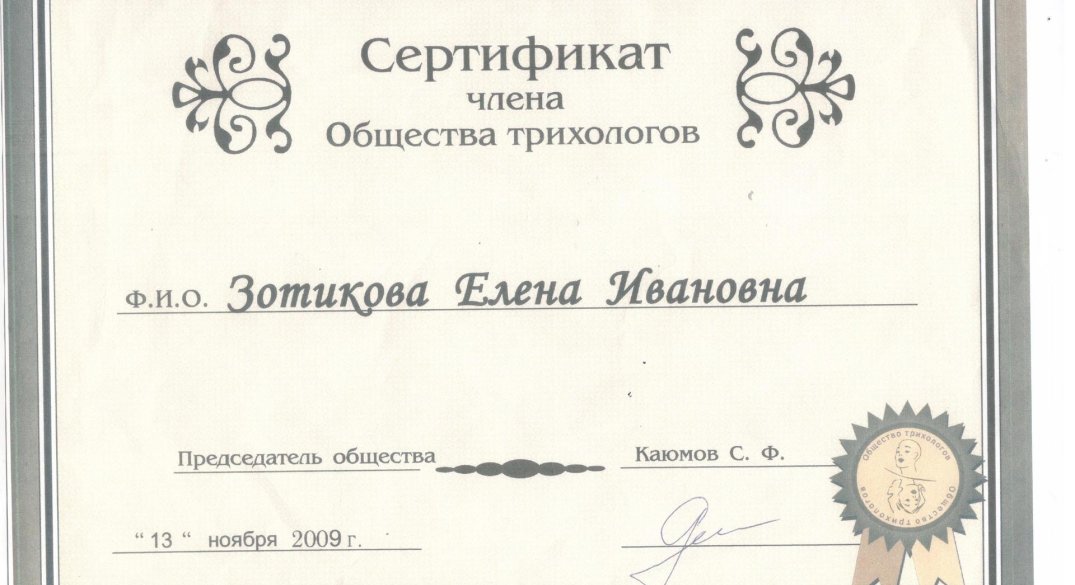 Сертификат
члена
Общества трихологов
Ф.И.О. Зотикова Елена Ивановна
Председатель общества Каюмов С. Ф.
Общество трихологов
Общество трихологов
“ 13 “ ноября 2009 г.